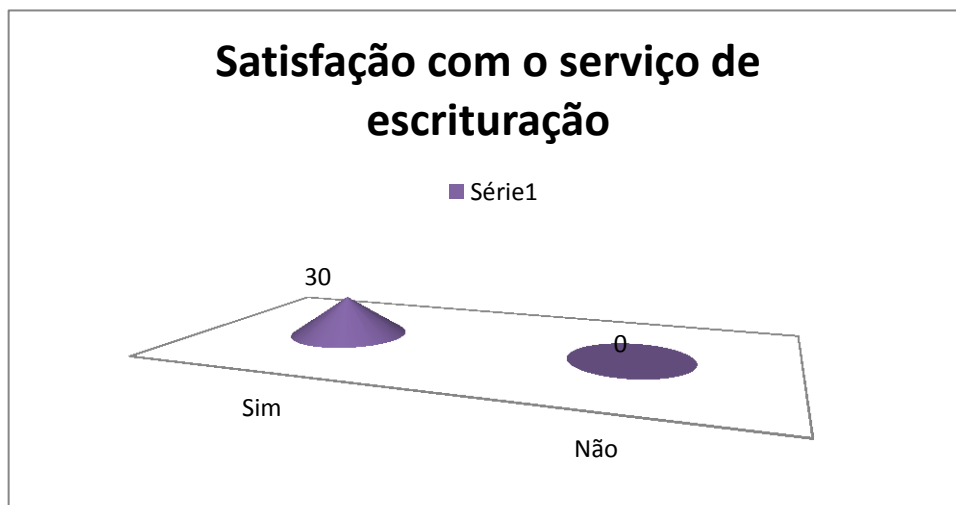 Satisfação com o serviço de
escrituração
Série1
30
0
Sim
Não